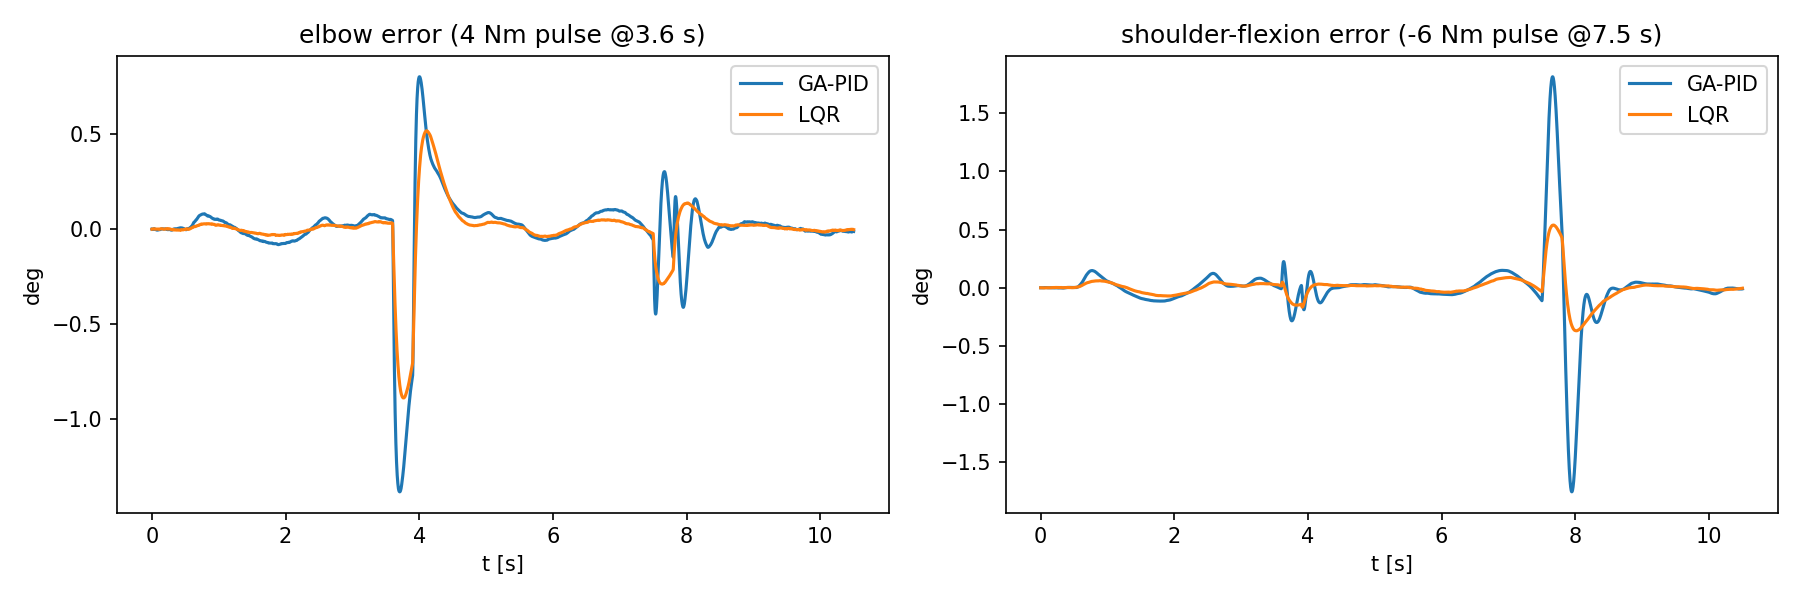 elbow error (4 Nm pulse @3.6 s)
GA-PID
LQR
0.5
0.0
−0.5
−1.0
deg
0 2 4 6 8 10
t [s]
shoulder-flexion error (-6 Nm pulse @7.5 s)
GA-PID
LQR
1.5
1.0
0.5
0.0
−0.5
−1.0
−1.5
deg
0 2 4 6 8 10
t [s]